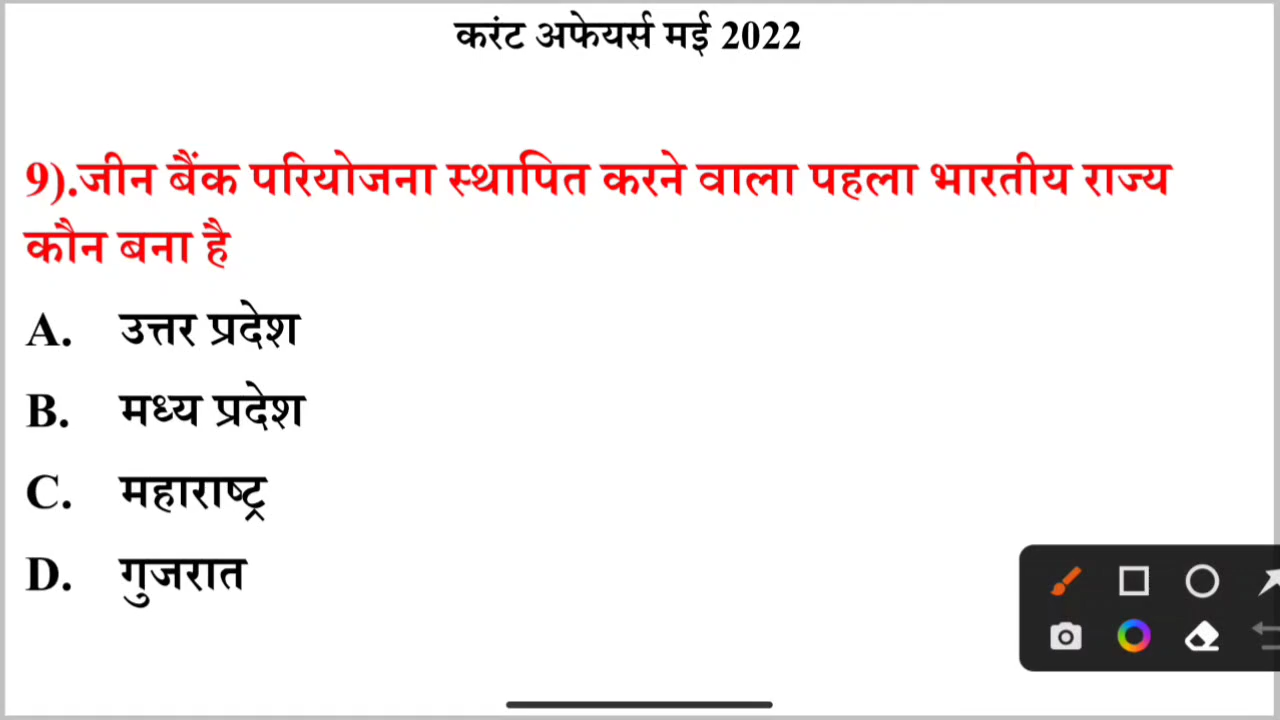 करंट अफेयर्स मई 2022
9).जीन बैंक परियोजना स्थापित करने वाला पहला भारतीय राज्य
कौन बना है
A. उत्तर प्रदेश
B. मध्य प्रदेश
C. महाराष्ट्र
D. गुजरात